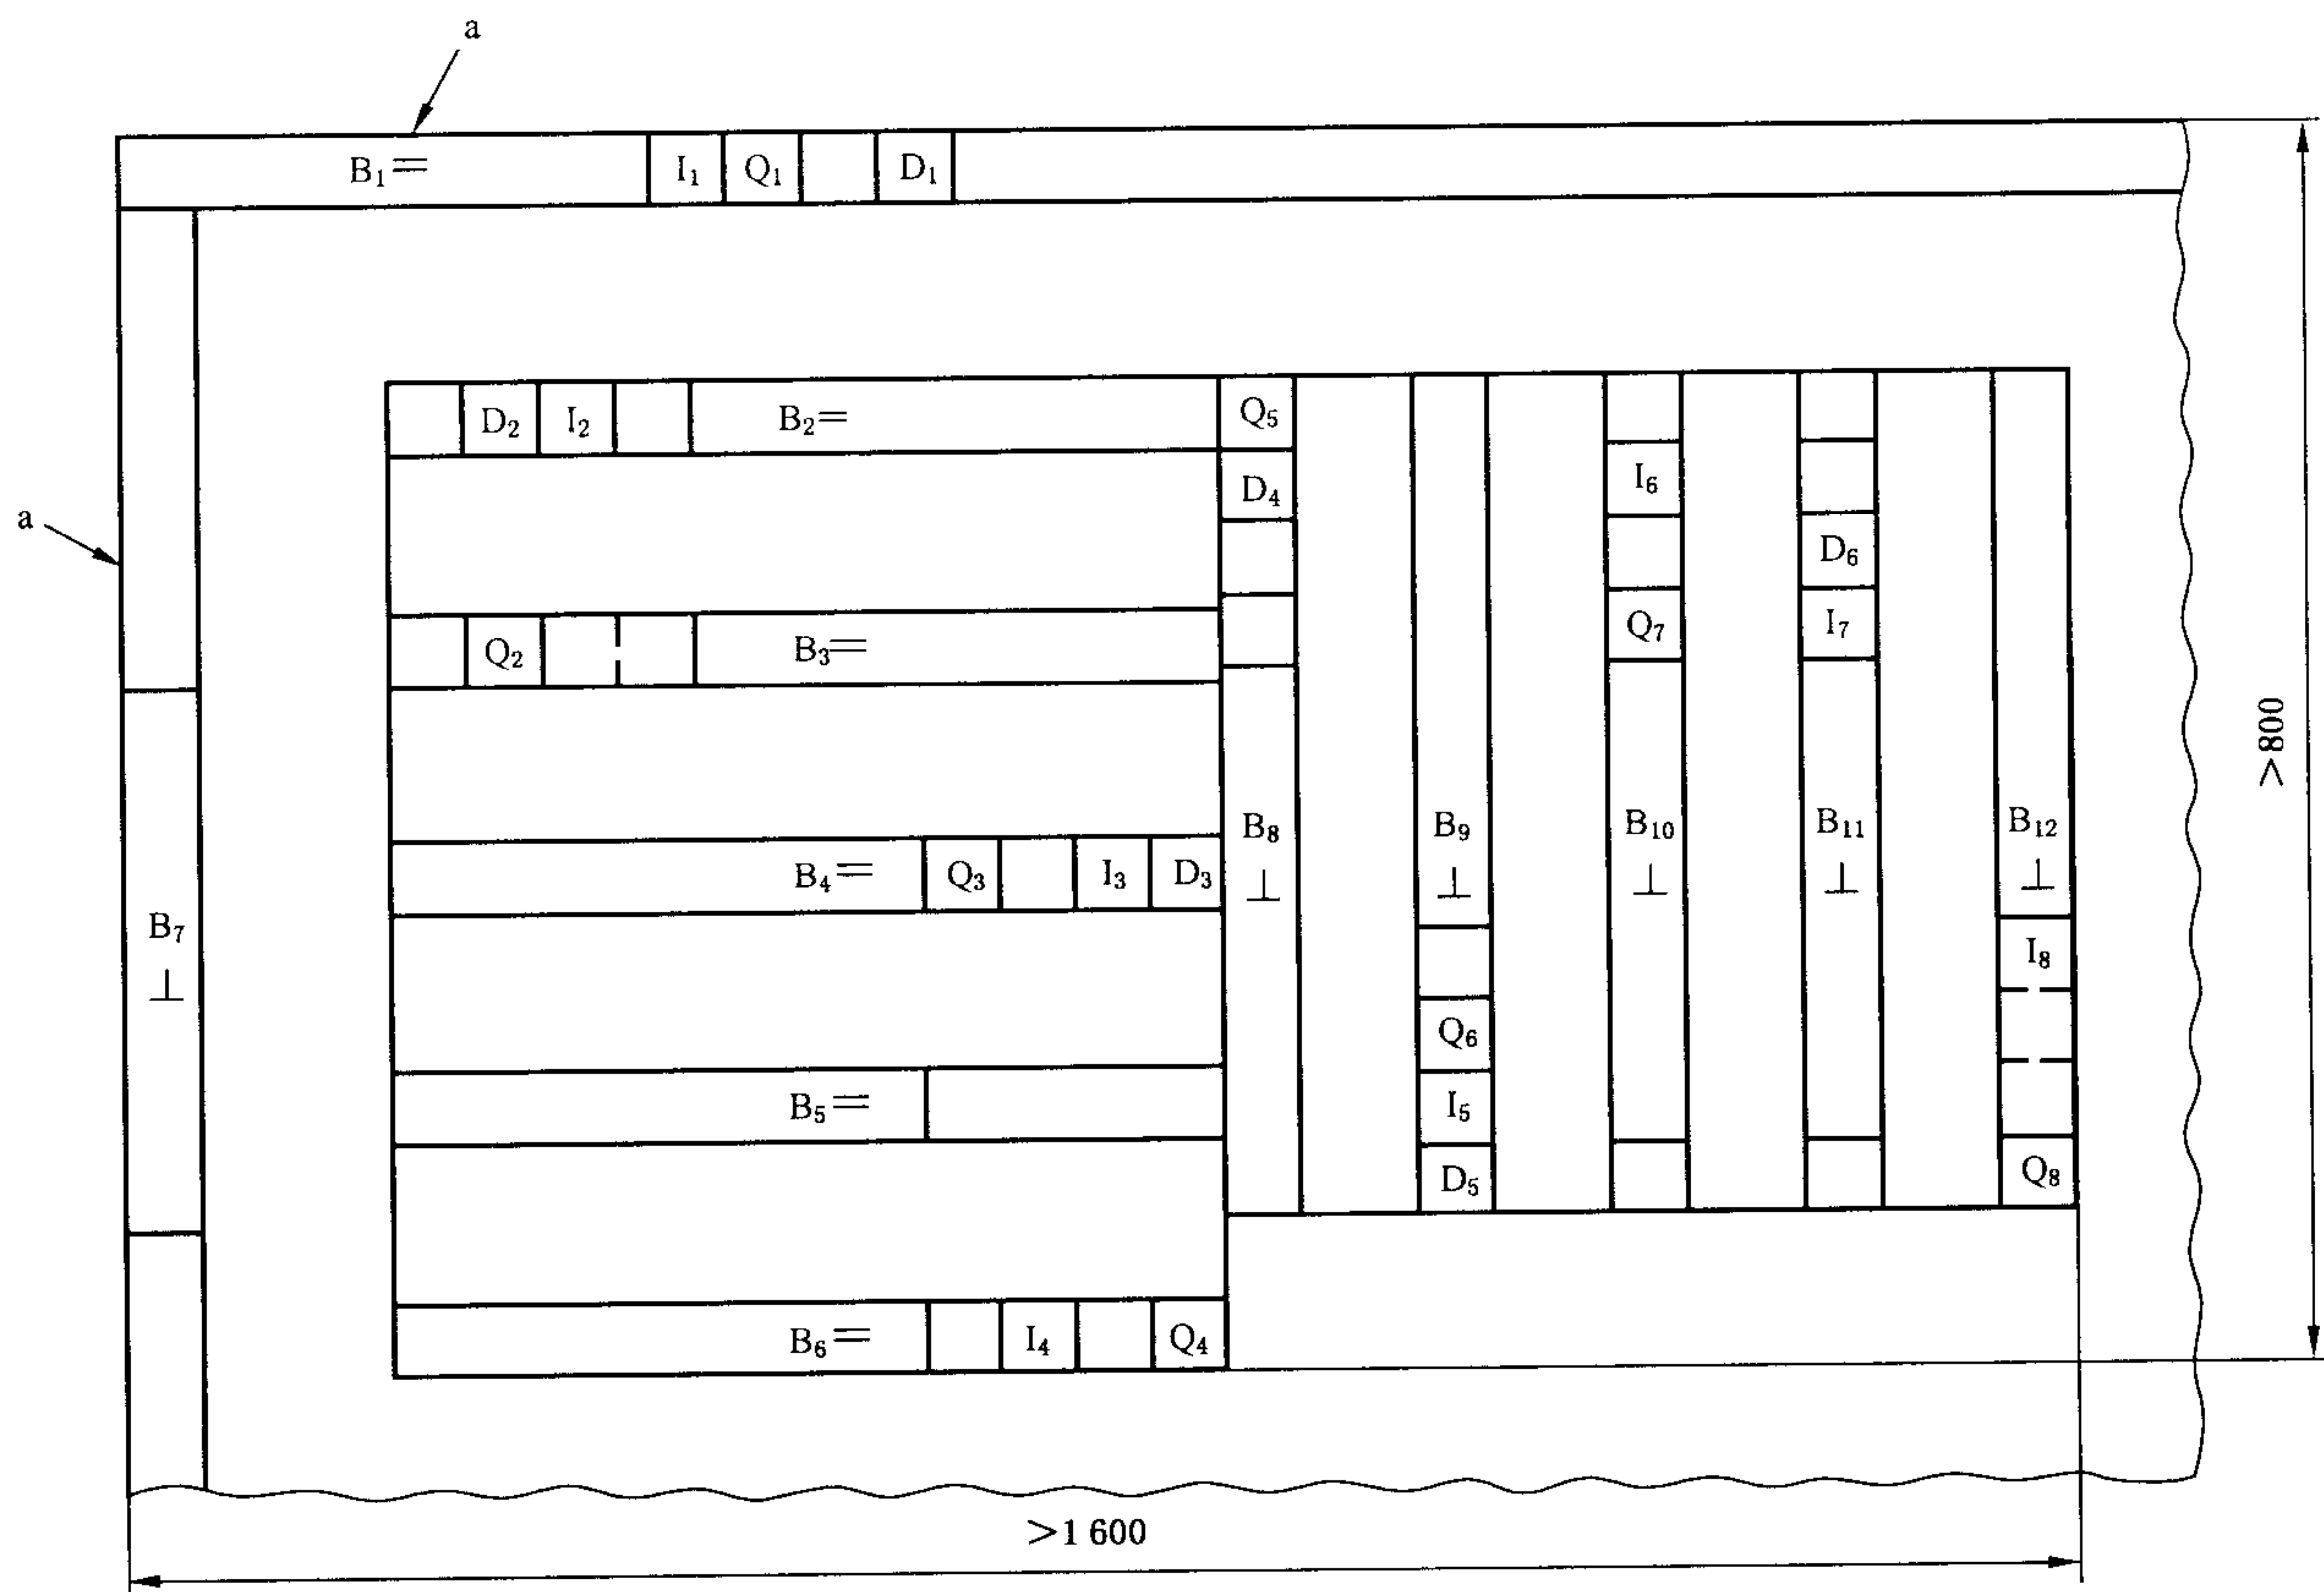 a
B₁= I₁ Q₁ D₁
D₂ I₂ B₂= Q₅
D₄ I₆
a
D₆
Q₂ B₃= Q₇ I₇
>800
B₈ B₉ B₁₀ B₁₁ B₁₂
B₄= Q₃ I₃ D₃ ⊥ ⊥ ⊥ ⊥ ⊥
B₇ I₈
⊥
Q₆
B₅= I₅
D₅ Q₈
B₆= I₄ Q₄
>1 600